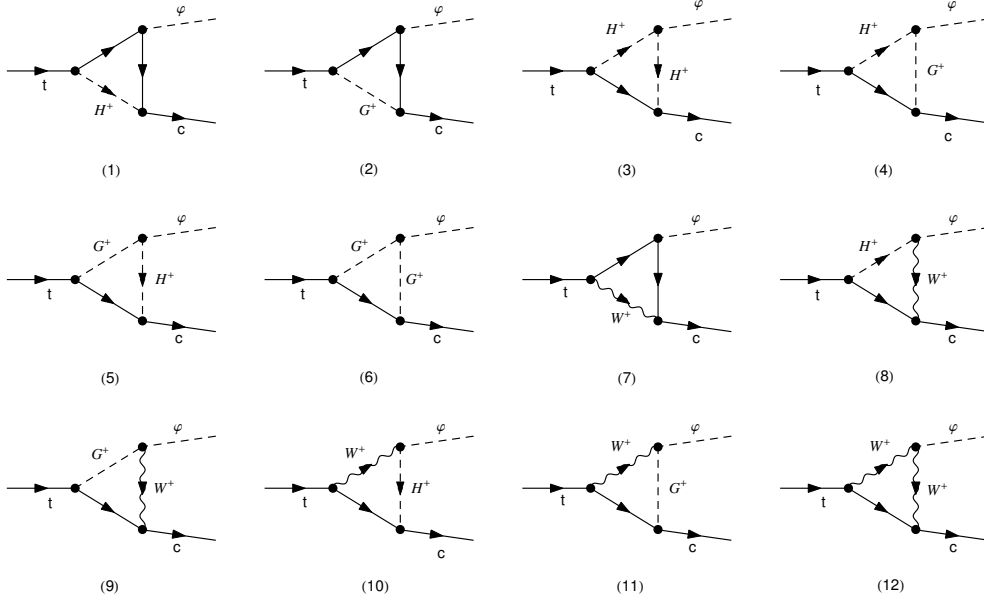 φ φ φ φ
H⁺ H⁺
t t t H⁺ t G⁺
H⁺ G⁺
c c c c
(1) (2) (3) (4)
φ φ φ φ
G⁺ G⁺ H⁺
t H⁺ t G⁺ t W⁺ t W⁺
c c c c
(5) (6) (7) (8)
φ φ φ φ
G⁺ W⁺ W⁺ W⁺
t W⁺ t H⁺ t G⁺ t W⁺
c c c c
(9) (10) (11) (12)